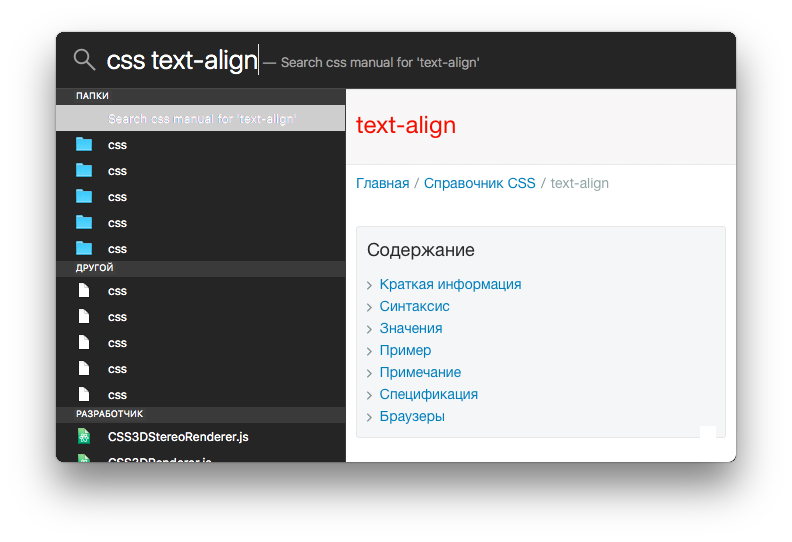 css text-align — Search css manual for 'text-align'
ПАПКИ
Search css manual for 'text-align'
css
css
css
css
css
ДРУГОЙ
css
css
css
css
css
РАЗРАБОТЧИК
CSS3DStereoRenderer.js
CSS3DRenderer.js
text-align
Главная / Справочник CSS / text-align
Содержание
Краткая информация
Синтаксис
Значения
Пример
Примечание
Спецификация
Браузеры